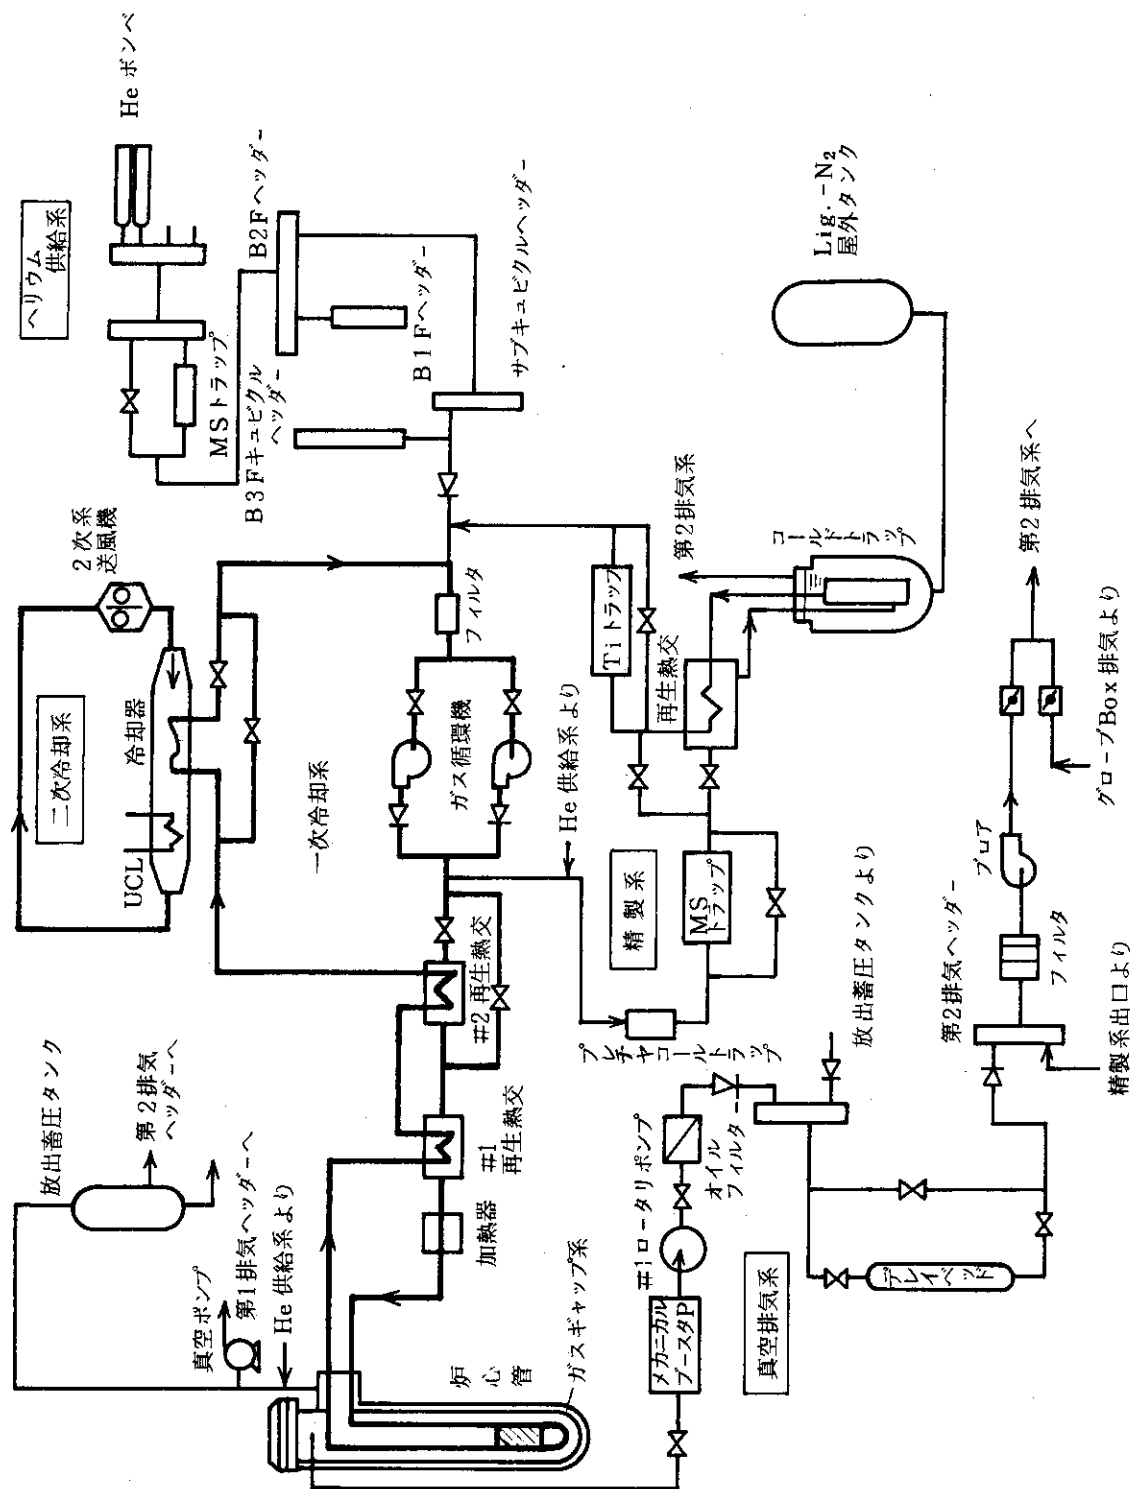 ヘリウム
供給系
He ボンベ
MSトラップ
B3Fキュビクル
ヘッダー
B2Fヘッダー
B1Fヘッダー
サブキュビクルヘッダー
2次系
送風機
二次冷却系
冷却器
UCL
一次冷却系
フィルタ
ガス循環機
#2再生熱交
#1
再生熱交
加熱器
放出畜圧タンク
第2排気
ヘッダーへ
真空ポンプ
第1排気ヘッダーへ
He 供給系より
炉心管
ガスギャップ系
He 供給系より
精製系
プレチャコールトラップ
MS
トラップ
Tiトラップ
再生熱交
第2排気系
コールドトラップ
Lig.-N₂
屋外タンク
メカニカル
ブースタP
#1ロータリポンプ
オイル
フィルター
放出畜圧タンクより
真空排気系
デレイベッド
第2排気ヘッダー
精製系出口より
フィルタ
ブロア
グローブBox排気より
第2排気系へ